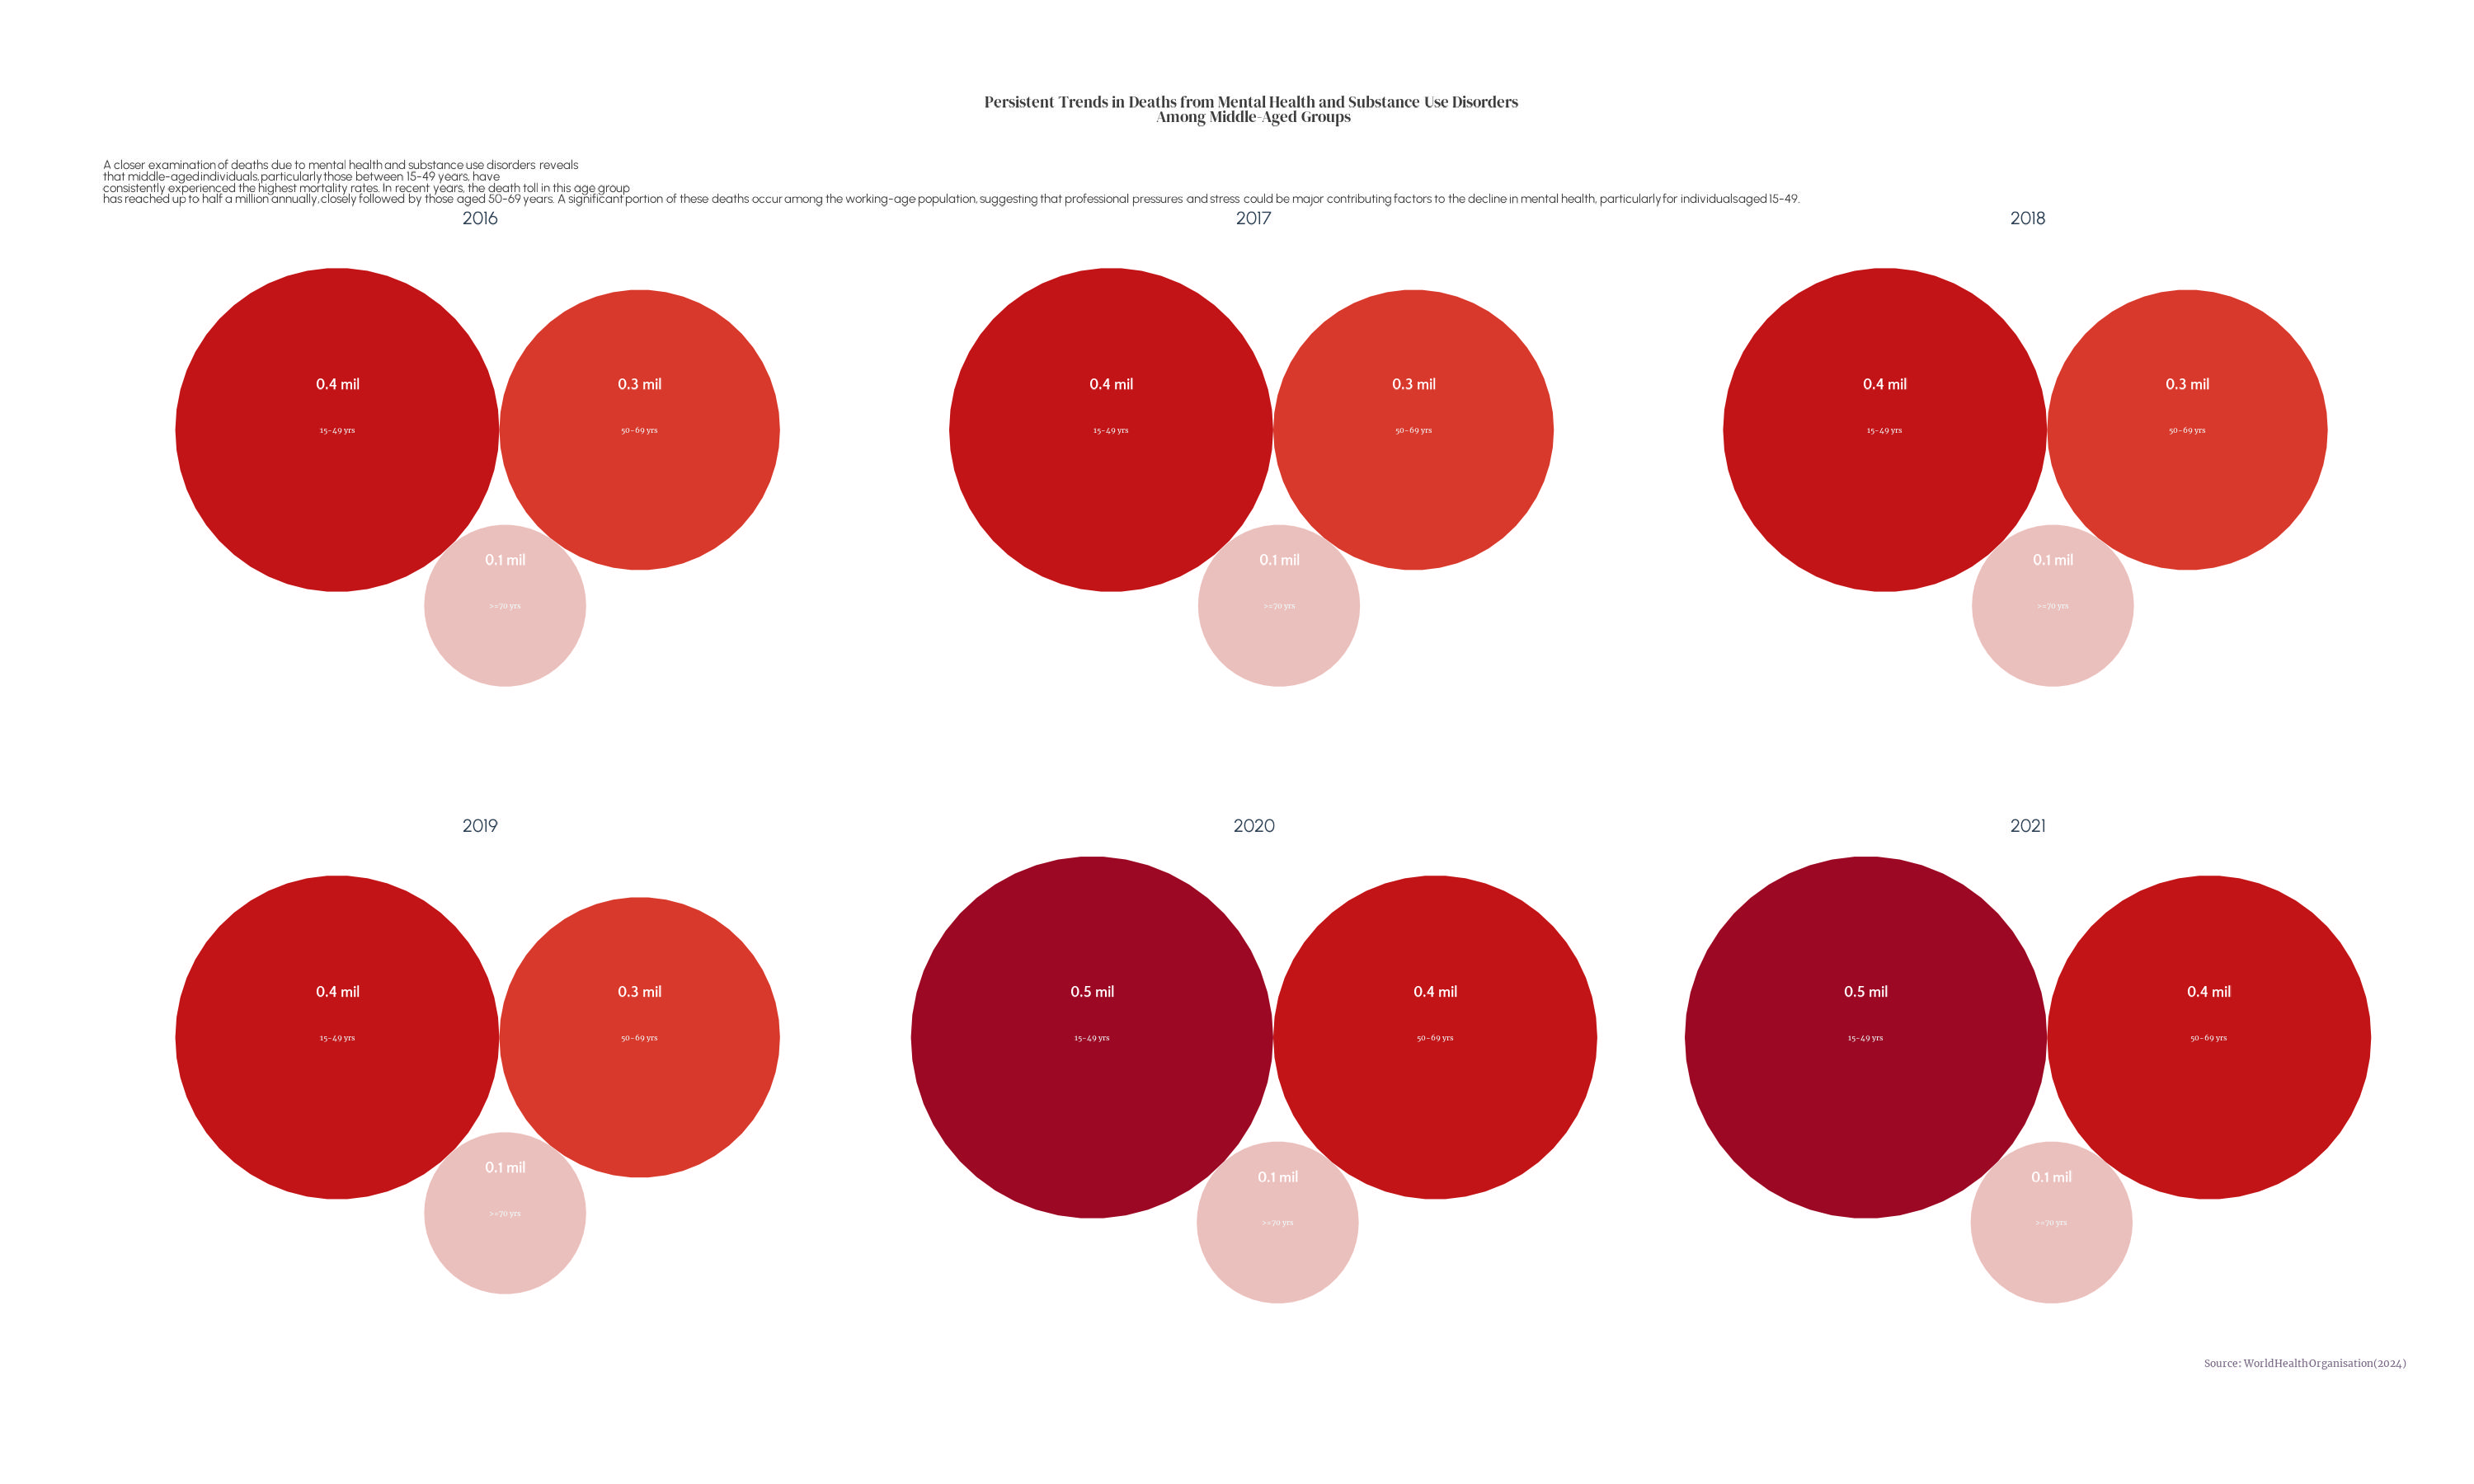 Persistent Trends in Deaths from Mental Health and Substance Use Disorders
Among Middle-Aged Groups
A closer examination of deaths due to mental health and substance use disorders reveals
that middle-aged individuals, particularly those between 15-49 years, have
consistently experienced the highest mortality rates. In recent years, the death toll in this age group
has reached up to half a million annually, closely followed by those aged 50-69 years. A significant portion of these deaths occur among the working-age population, suggesting that professional pressures and stress could be major contributing factors to the decline in mental health, particularly for individuals aged 15-49.
2016
0.4 mil
15-49 yrs
0.3 mil
50-69 yrs
0.1 mil
>=70 yrs
2017
0.4 mil
15-49 yrs
0.3 mil
50-69 yrs
0.1 mil
>=70 yrs
2018
0.4 mil
15-49 yrs
0.3 mil
50-69 yrs
0.1 mil
>=70 yrs
2019
0.4 mil
15-49 yrs
0.3 mil
50-69 yrs
0.1 mil
>=70 yrs
2020
0.5 mil
15-49 yrs
0.4 mil
50-69 yrs
0.1 mil
>=70 yrs
2021
0.5 mil
15-49 yrs
0.4 mil
50-69 yrs
0.1 mil
>=70 yrs
Source: World Health Organisation(2024)